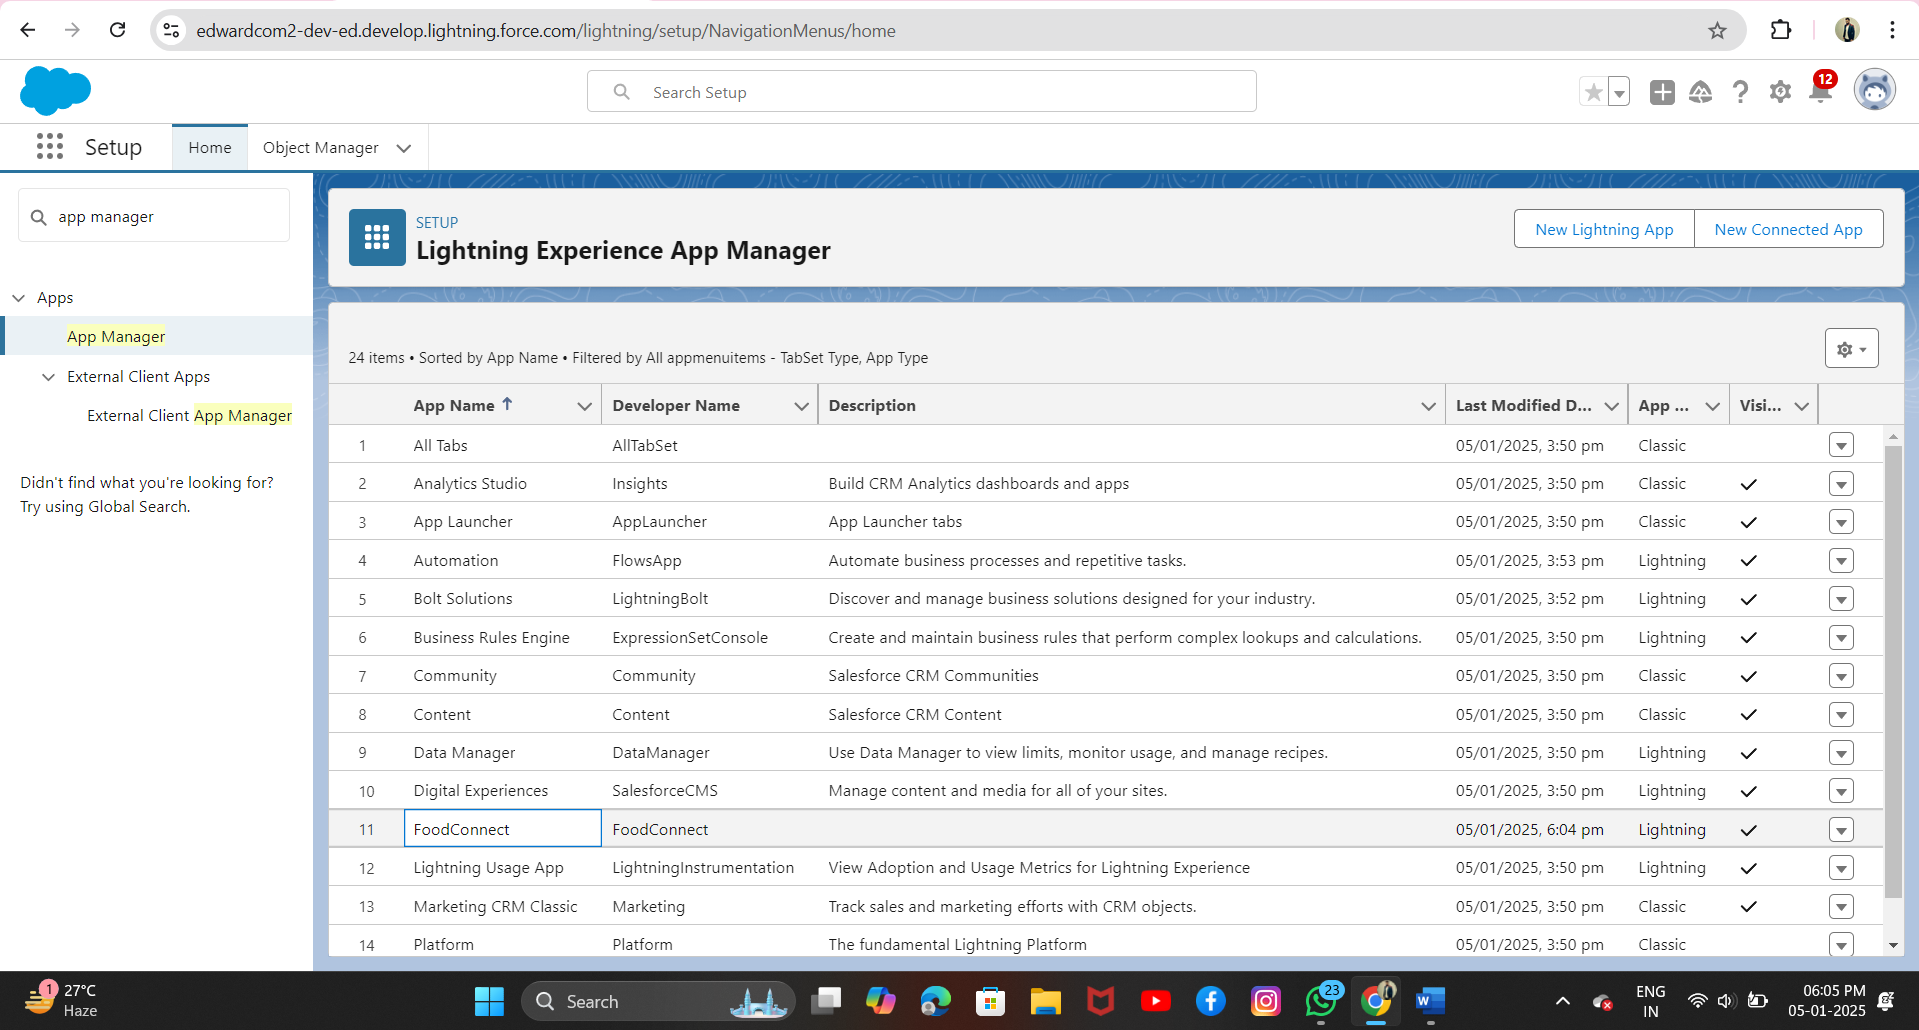 edwardcom2-dev-ed.develop.lightning.force.com/lightning/setup/NavigationMenus/home
Search Setup
12
Setup
Home
Object Manager
app manager
Apps
App Manager
External Client Apps
External Client App Manager
Didn't find what you're looking for?
Try using Global Search.
SETUP
Lightning Experience App Manager
New Lightning App
New Connected App
24 items • Sorted by App Name • Filtered by All appmenuitems - TabSet Type, App Type
App Name Developer Name Description Last Modified D... App ... Visi...
1 All Tabs AllTabSet 05/01/2025, 3:50 pm Classic
2 Analytics Studio Insights Build CRM Analytics dashboards and apps 05/01/2025, 3:50 pm Classic
3 App Launcher AppLauncher App Launcher tabs 05/01/2025, 3:50 pm Classic
4 Automation FlowsApp Automate business processes and repetitive tasks. 05/01/2025, 3:53 pm Lightning
5 Bolt Solutions LightningBolt Discover and manage business solutions designed for your industry. 05/01/2025, 3:52 pm Lightning
6 Business Rules Engine ExpressionSetConsole Create and maintain business rules that perform complex lookups and calculations. 05/01/2025, 3:50 pm Lightning
7 Community Community Salesforce CRM Communities 05/01/2025, 3:50 pm Classic
8 Content Content Salesforce CRM Content 05/01/2025, 3:50 pm Classic
9 Data Manager DataManager Use Data Manager to view limits, monitor usage, and manage recipes. 05/01/2025, 3:50 pm Lightning
10 Digital Experiences SalesforceCMS Manage content and media for all of your sites. 05/01/2025, 3:50 pm Lightning
11 FoodConnect FoodConnect 05/01/2025, 6:04 pm Lightning
12 Lightning Usage App LightningInstrumentation View Adoption and Usage Metrics for Lightning Experience 05/01/2025, 3:50 pm Lightning
13 Marketing CRM Classic Marketing Track sales and marketing efforts with CRM objects. 05/01/2025, 3:50 pm Classic
14 Platform Platform The fundamental Lightning Platform 05/01/2025, 3:50 pm Classic
1
27°C
Haze
Search
23
ENG
IN
06:05 PM
05-01-2025